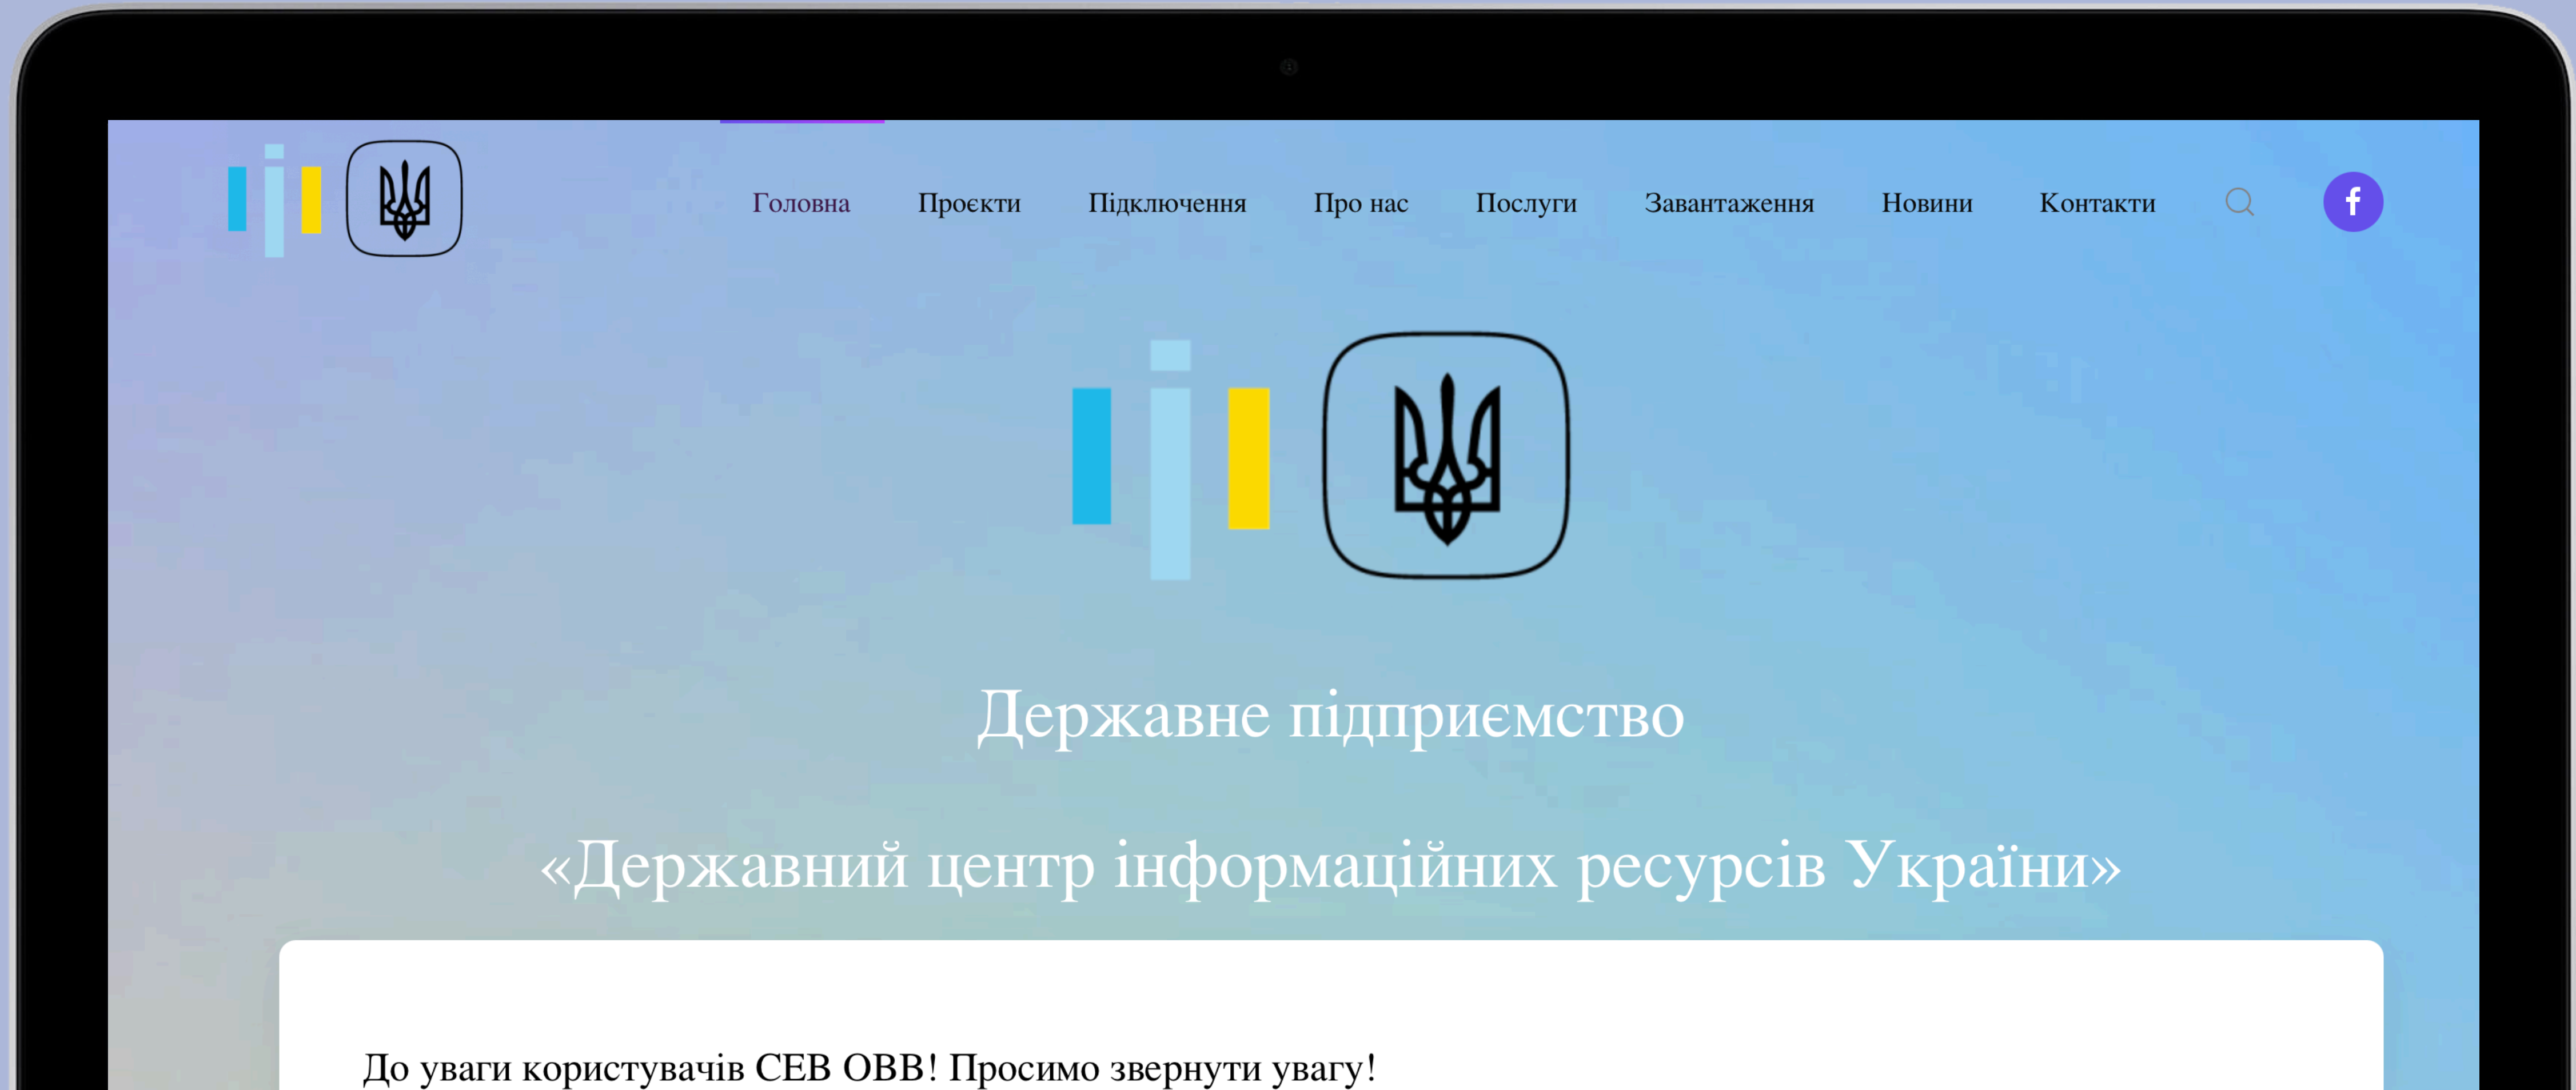 Головна Проєкти Підключення Про нас Послуги Завантаження Новини Контакти
Державне підприємство
«Державний центр інформаційних ресурсів України»
До уваги користувачів СЕВ ОВВ! Просимо звернути увагу!